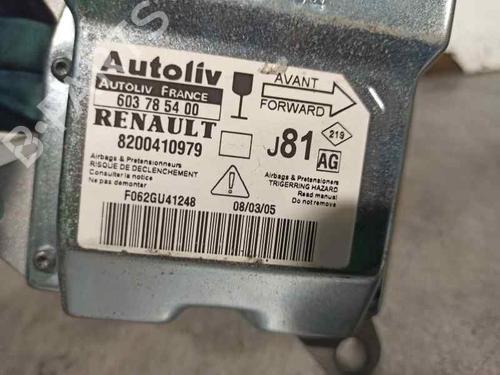 Autoliv
AUTOLIV FRANCE
603 78 54 00
RENAULT
8200410979
AVANT
FORWARD
J81
219
AG
Airbags & Pretensionneurs
RISQUE DE DECLENCHEMENT
Consulter la notice
Ne pas demonter
Airbags & Pretensioners
TRIGERRING HAZARD
Read manual
Do not remove
F062GU41248
08/03/05